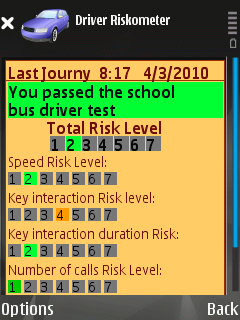 Driver Riskometer
Last Journy 8:17 4/3/2010
You passed the school
bus driver test
Total Risk Level
1 2 3 4 5 6 7
Speed Risk Level:
1 2 3 4 5 6 7
Key interaction Risk level:
1 2 3 4 5 6 7
Key interaction duration Risk:
1 2 3 4 5 6 7
Number of calls Risk Level:
1 2 3 4 5 6 7
Options Back